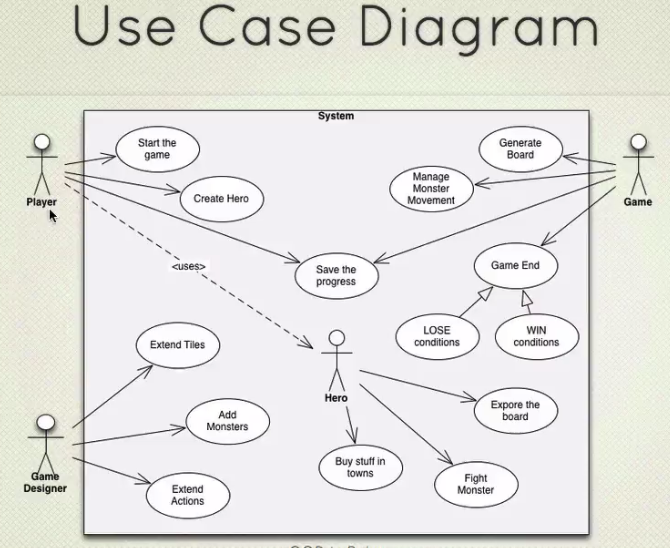 Use Case Diagram
System
Start the
game
Generate
Board
Manage
Monster
Movement
Create Hero
Player
Game
<uses>
Save the
progress
Game End
LOSE
conditions
WIN
conditions
Extend Tiles
Hero
Add
Monsters
Expore the
board
Buy stuff in
towns
Game
Designer
Fight
Monster
Extend
Actions